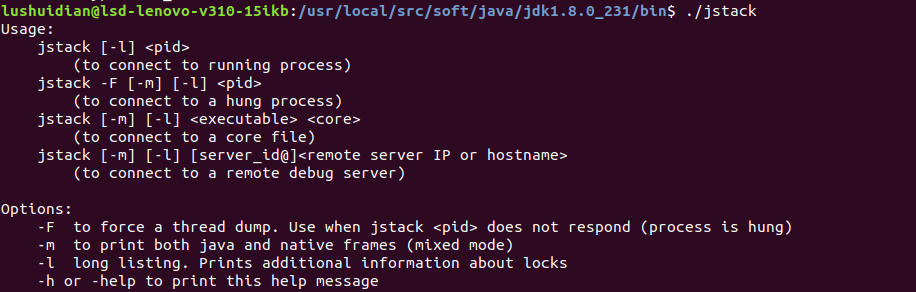 lushuidian@lsd-lenovo-v310-15ikb:/usr/local/src/soft/java/jdk1.8.0_231/bin$ ./jstack
Usage:
    jstack [-l] <pid>
        (to connect to running process)
    jstack -F [-m] [-l] <pid>
        (to connect to a hung process)
    jstack [-m] [-l] <executable> <core>
        (to connect to a core file)
    jstack [-m] [-l] [server_id@]<remote server IP or hostname>
        (to connect to a remote debug server)

Options:
    -F  to force a thread dump. Use when jstack <pid> does not respond (process is hung)
    -m  to print both java and native frames (mixed mode)
    -l  long listing. Prints additional information about locks
    -h or -help to print this help message